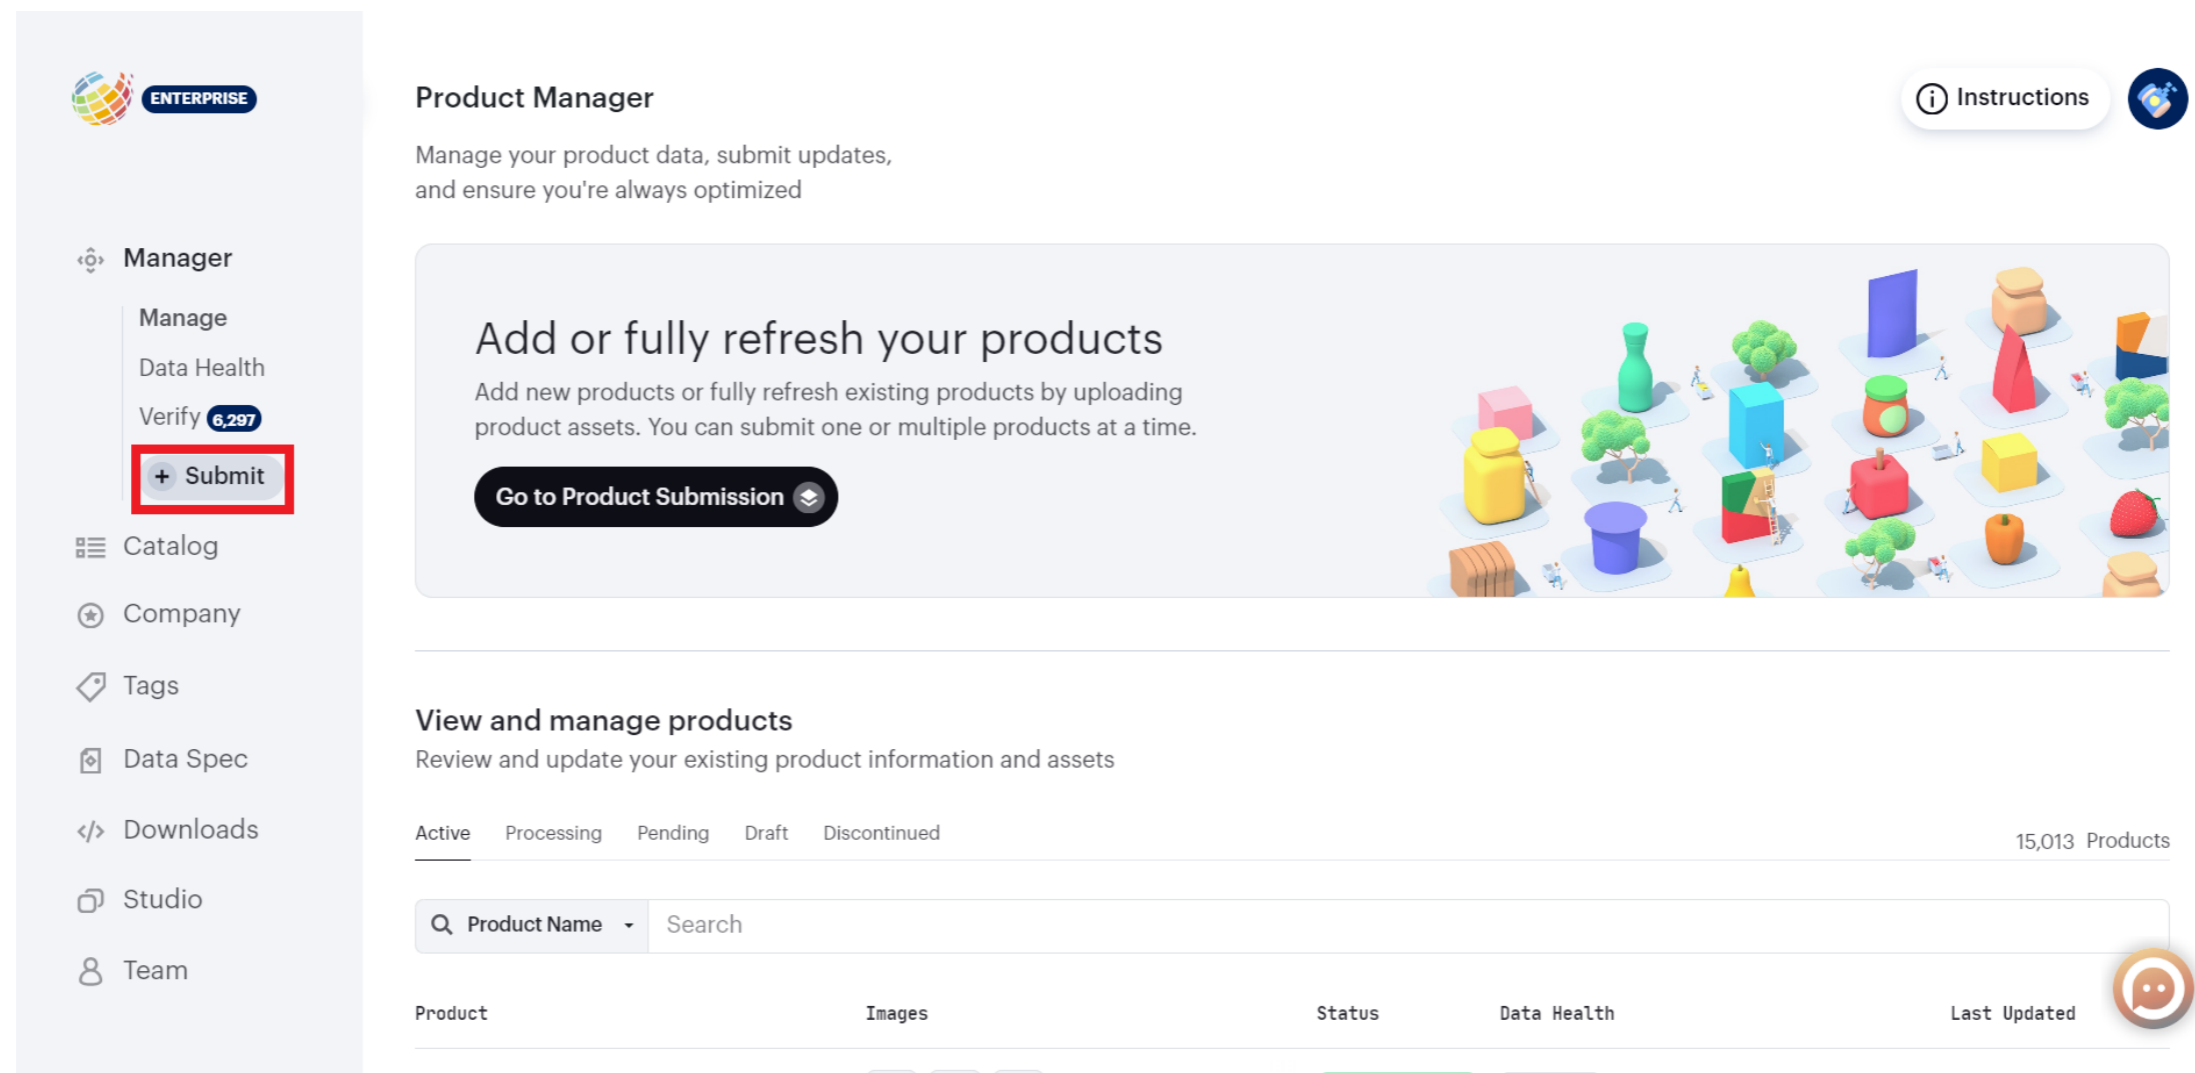 ENTERPRISE
Manager
Manage
Data Health
Verify 6,297
+ Submit
Catalog
Company
Tags
Data Spec
Downloads
Studio
Team
Product Manager
Instructions
Manage your product data, submit updates,
and ensure you're always optimized
Add or fully refresh your products
Add new products or fully refresh existing products by uploading
product assets. You can submit one or multiple products at a time.
Go to Product Submission
View and manage products
Review and update your existing product information and assets
Active Processing Pending Draft Discontinued
15,013 Products
Product Name Search
Product Images Status Data Health Last Updated